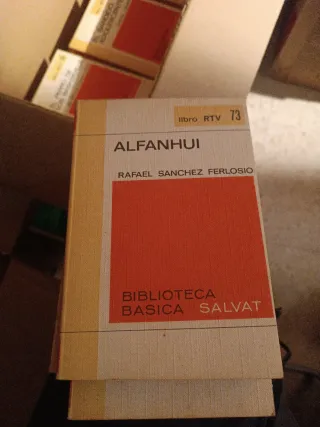 libro RTV 73
ALFANHUI
RAFAEL SANCHEZ FERLOSIO
BIBLIOTECA
BASICA SALVAT